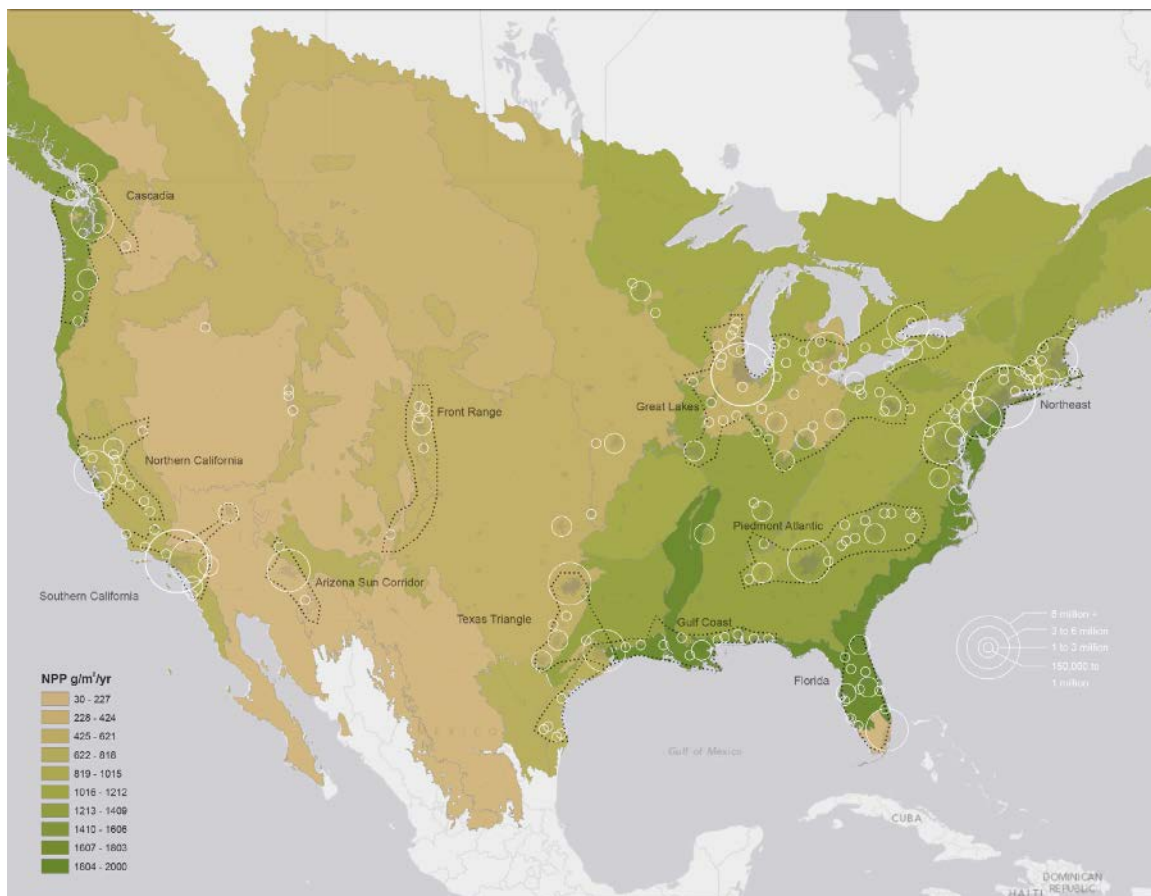 Cascadia
Front Range
Great Lakes
Northeast
Northern California
Piedmont Atlantic
Arizona Sun Corridor
Southern California
Texas Triangle
Gulf Coast
5 million +
3 to 6 million
1 to 3 million
150,000 to
1 million
Florida
NPP g/m²/yr
30 - 227
228 - 424
425 - 621
622 - 818
819 - 1015
1016 - 1212
1213 - 1409
1410 - 1606
1607 - 1803
1804 - 2000
MEXICO
Gulf of Mexico
CUBA
DOMINICAN
REPUBLIC
HAITI